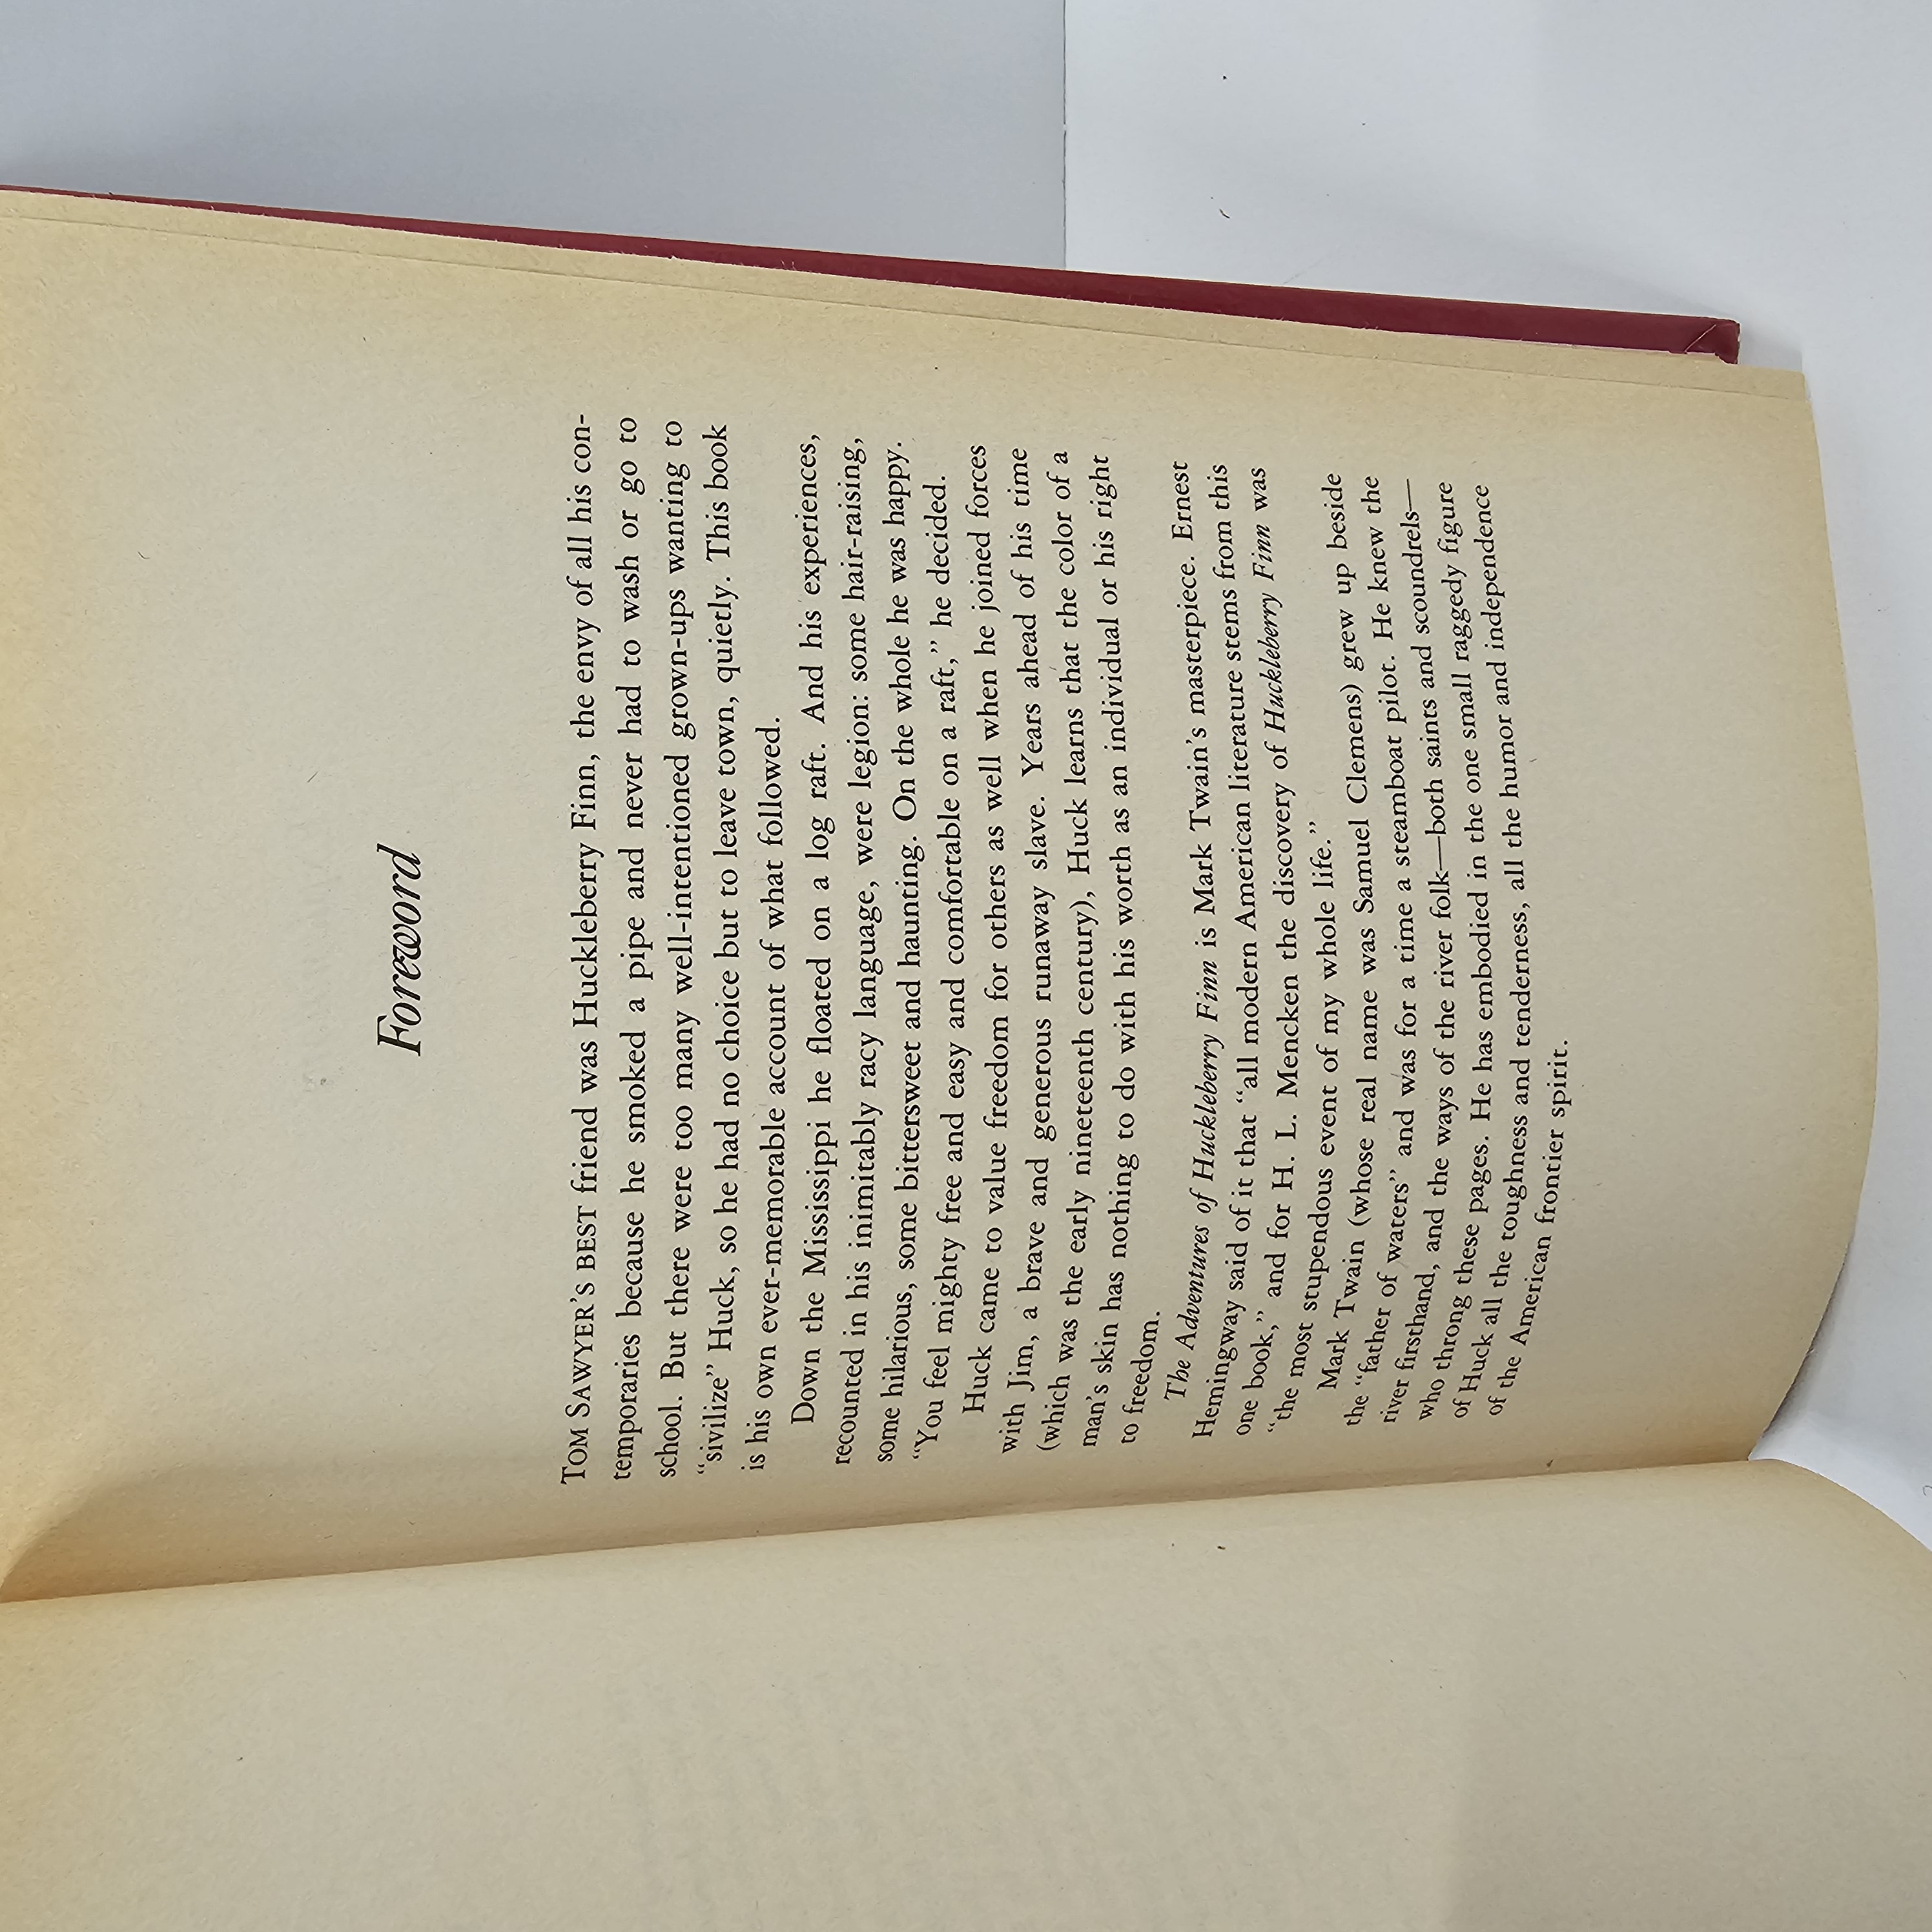 Foreword
TOM SAWYER'S BEST friend was Huckleberry Finn, the envy of all his con-
temporaries because he smoked a pipe and never had to wash or go to
school. But there were too many well-intentioned grown-ups wanting to
“sivilize” Huck, so he had no choice but to leave town, quietly. This book
is his own ever-memorable account of what followed.
Down the Mississippi he floated on a log raft. And his experiences,
recounted in his inimitably racy language, were legion: some hair-raising,
some hilarious, some bittersweet and haunting. On the whole he was happy.
“You feel mighty free and easy and comfortable on a raft,” he decided.
Huck came to value freedom for others as well when he joined forces
with Jim, a brave and generous runaway slave. Years ahead of his time
(which was the early nineteenth century), Huck learns that the color of a
man's skin has nothing to do with his worth as an individual or his right
to freedom.
The Adventures of Huckleberry Finn is Mark Twain's masterpiece. Ernest
Hemingway said of it that “all modern American literature stems from this
one book,” and for H. L. Mencken the discovery of Huckleberry Finn was
“the most stupendous event of my whole life.”
Mark Twain (whose real name was Samuel Clemens) grew up beside
the “father of waters” and was for a time a steamboat pilot. He knew the
river firsthand, and the ways of the river folk—both saints and scoundrels—
who throng these pages. He has embodied in the one small raggedy figure
of Huck all the toughness and tenderness, all the humor and independence
of the American frontier spirit.